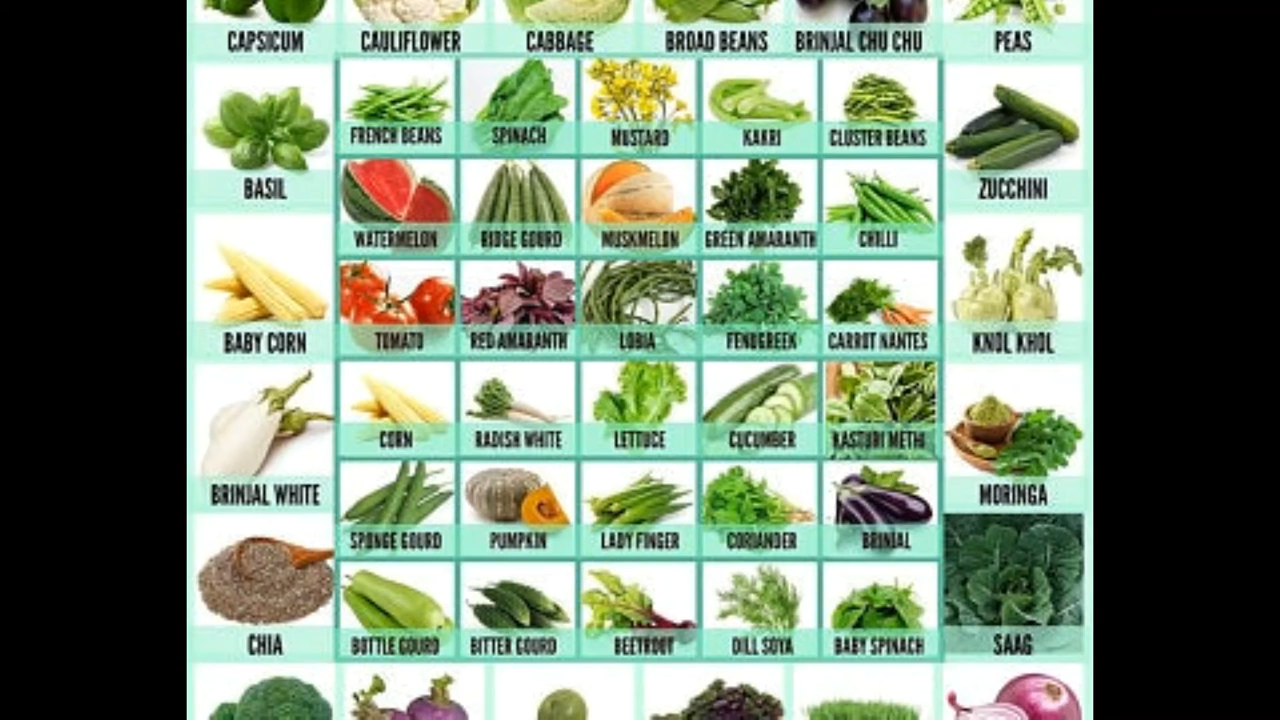 CAPSICUM
CAULIFLOWER
CABBAGE
BROAD BEANS
BRINJAL CHU CHU
PEAS
FRENCH BEANS
SPINACH
MUSTARD
KAKRI
CLUSTER BEANS
BASIL
ZUCCHINI
WATERMELON
RIDGE GOURD
MUSKMELON
GREEN AMARANTH
CHILLI
TOMATO
RED AMARANTH
LOBIA
FENUGREEK
CARROT NANTES
BABY CORN
KNOL KHOL
CORN
RADISH WHITE
LETTUCE
CUCUMBER
KASTURI METHI
BRINJAL WHITE
MORINGA
SPONGE GOURD
PUMPKIN
LADY FINGER
CORIANDER
BRINJAL
BOTTLE GOURD
BITTER GOURD
BEETROOT
DILL SOYA
BABY SPINACH
CHIA
SAAG